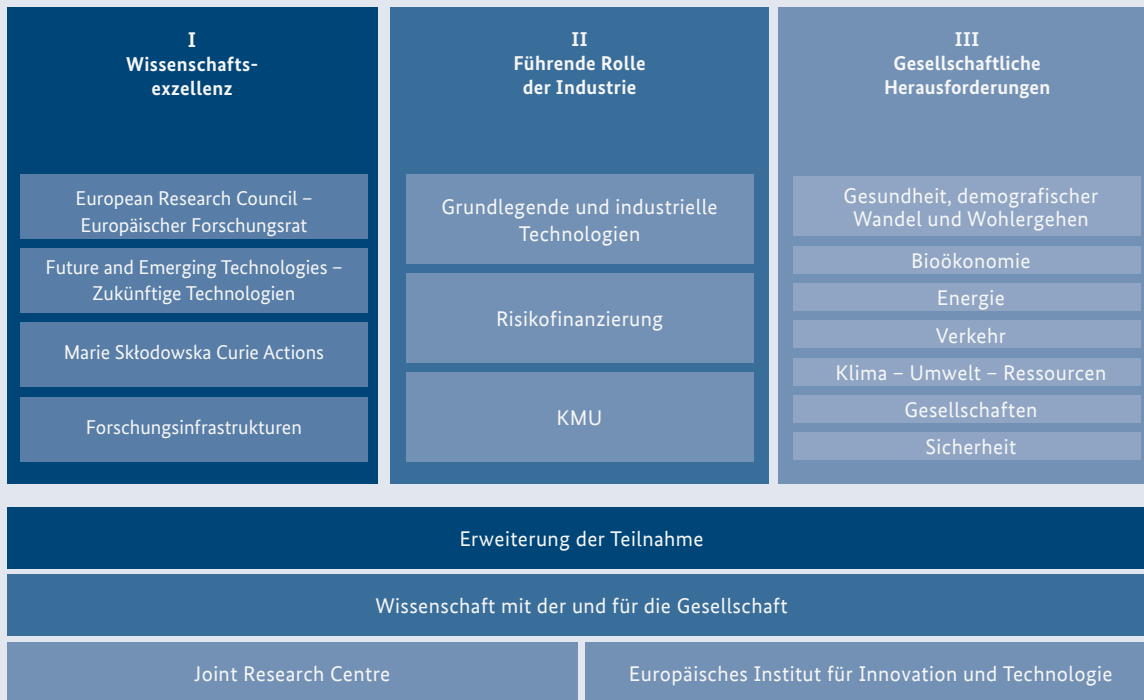 I
Wissenschafts-
exzellenz
European Research Council –
Europäischer Forschungsrat
Future and Emerging Technologies –
Zukünftige Technologien
Marie Skłodowska Curie Actions
Forschungsinfrastrukturen
II
Führende Rolle
der Industrie
Grundlegende und industrielle
Technologien
Risikofinanzierung
KMU
III
Gesellschaftliche
Herausforderungen
Gesundheit, demografischer
Wandel und Wohlergehen
Bioökonomie
Energie
Verkehr
Klima – Umwelt – Ressourcen
Gesellschaften
Sicherheit
Erweiterung der Teilnahme
Wissenschaft mit der und für die Gesellschaft
Joint Research Centre
Europäisches Institut für Innovation und Technologie